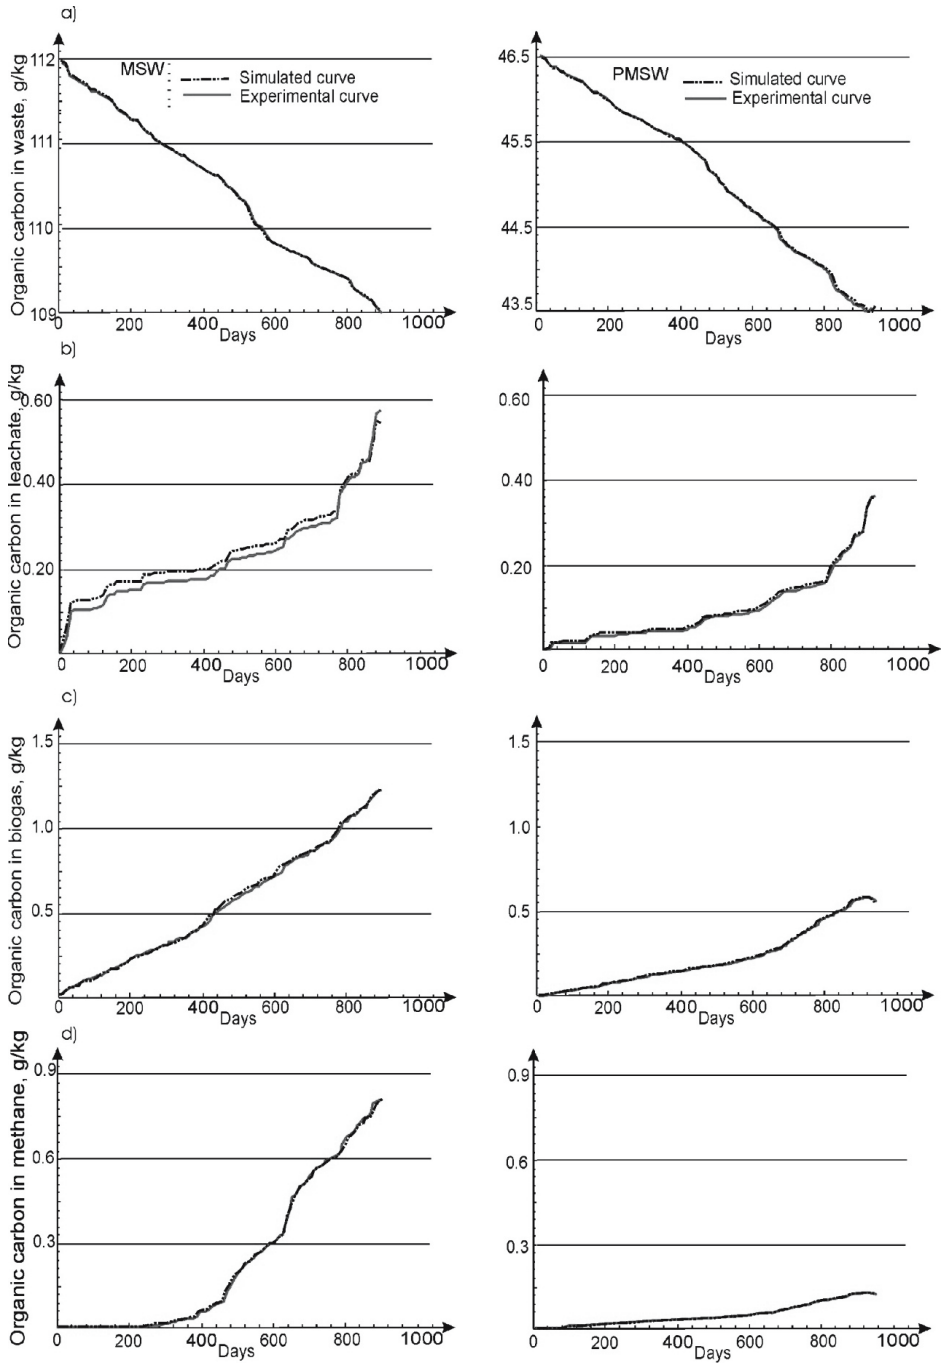 a)
Organic carbon in waste, g/kg
112
111
110
109
MSW
Simulated curve
Experimental curve
0 200 400 600 800 1000
Days
46.5
45.5
44.5
43.5
PMSW
Simulated curve
Experimental curve
0 200 400 600 800 1000
Days
b)
Organic carbon in leachate, g/kg
0.60
0.40
0.20
0 200 400 600 800 1000
Days
0.60
0.40
0.20
0 200 400 600 800 1000
Days
c)
Organic carbon in biogas, g/kg
1.5
1.0
0.5
0 200 400 600 800 1000
Days
1.5
1.0
0.5
0 200 400 600 800 1000
Days
d)
Organic carbon in methane, g/kg
0.9
0.6
0.3
0 200 400 600 800 1000
Days
0.9
0.6
0.3
0 200 400 600 800 1000
Days